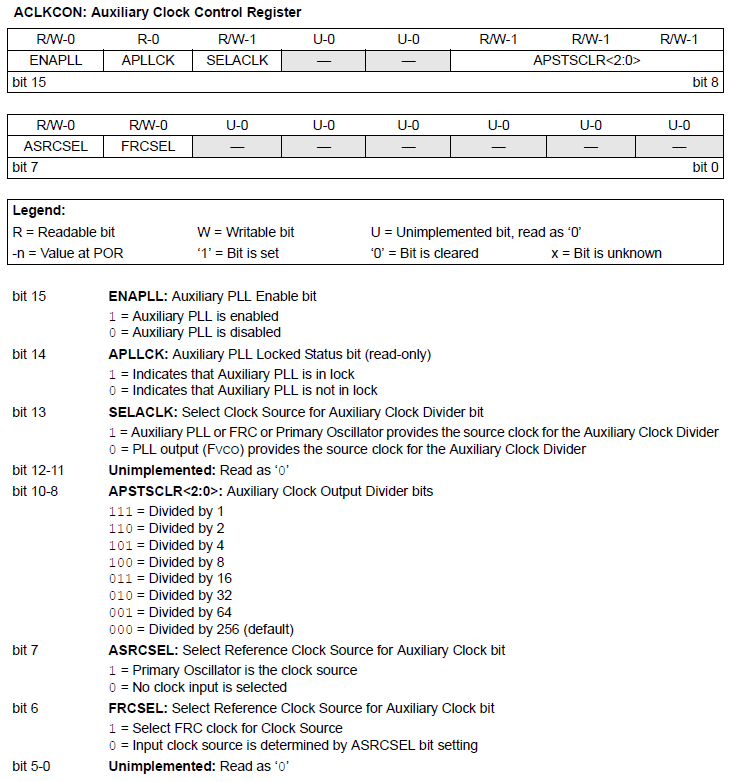 ACLKCON: Auxiliary Clock Control Register
R/W-0 R-0 R/W-1 U-0 U-0 R/W-1 R/W-1 R/W-1
ENAPLL APLLCK SELACLK — — APSTSCLR<2:0>
bit 15 bit 8
R/W-0 R/W-0 U-0 U-0 U-0 U-0 U-0 U-0
ASRCSEL FRCSEL — — — — — —
bit 7 bit 0
Legend:
R = Readable bit W = Writable bit U = Unimplemented bit, read as ‘0’
-n = Value at POR ‘1’ = Bit is set ‘0’ = Bit is cleared x = Bit is unknown
bit 15 ENAPLL: Auxiliary PLL Enable bit
1 = Auxiliary PLL is enabled
0 = Auxiliary PLL is disabled
bit 14 APLLCK: Auxiliary PLL Locked Status bit (read-only)
1 = Indicates that Auxiliary PLL is in lock
0 = Indicates that Auxiliary PLL is not in lock
bit 13 SELACLK: Select Clock Source for Auxiliary Clock Divider bit
1 = Auxiliary PLL or FRC or Primary Oscillator provides the source clock for the Auxiliary Clock Divider
0 = PLL output (FVCO) provides the source clock for the Auxiliary Clock Divider
bit 12-11 Unimplemented: Read as ‘0’
bit 10-8 APSTSCLR<2:0>: Auxiliary Clock Output Divider bits
111 = Divided by 1
110 = Divided by 2
101 = Divided by 4
100 = Divided by 8
011 = Divided by 16
010 = Divided by 32
001 = Divided by 64
000 = Divided by 256 (default)
bit 7 ASRCSEL: Select Reference Clock Source for Auxiliary Clock bit
1 = Primary Oscillator is the clock source
0 = No clock input is selected
bit 6 FRCSEL: Select Reference Clock Source for Auxiliary Clock bit
1 = Select FRC clock for Clock Source
0 = Input clock source is determined by ASRCSEL bit setting
bit 5-0 Unimplemented: Read as ‘0’